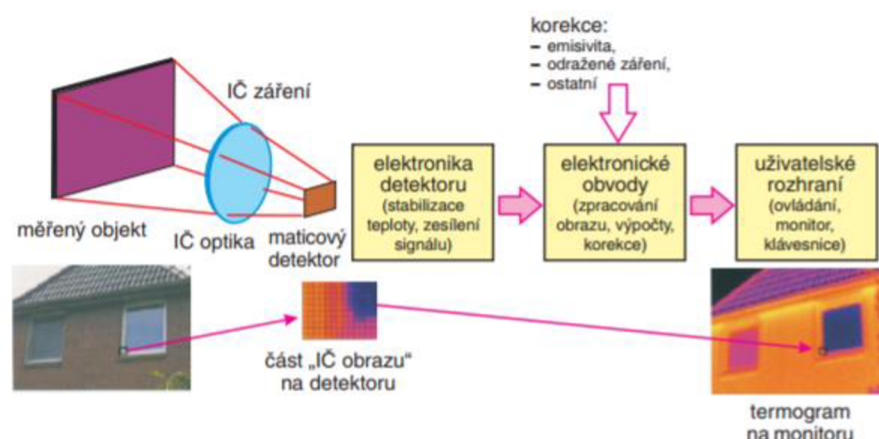 korekce:
– emisivita,
– odražené záření,
– ostatní
IČ záření
měřený objekt
IČ optika
maticový
detektor
elektronika
detektoru
(stabilizace
teploty, zesílení
signálu)
elektronické
obvody
(zpracování
obrazu, výpočty,
korekce)
uživatelské
rozhraní
(ovládání,
monitor,
klávesnice)
část „IČ obrazu“
na detektoru
termogram
na monitoru